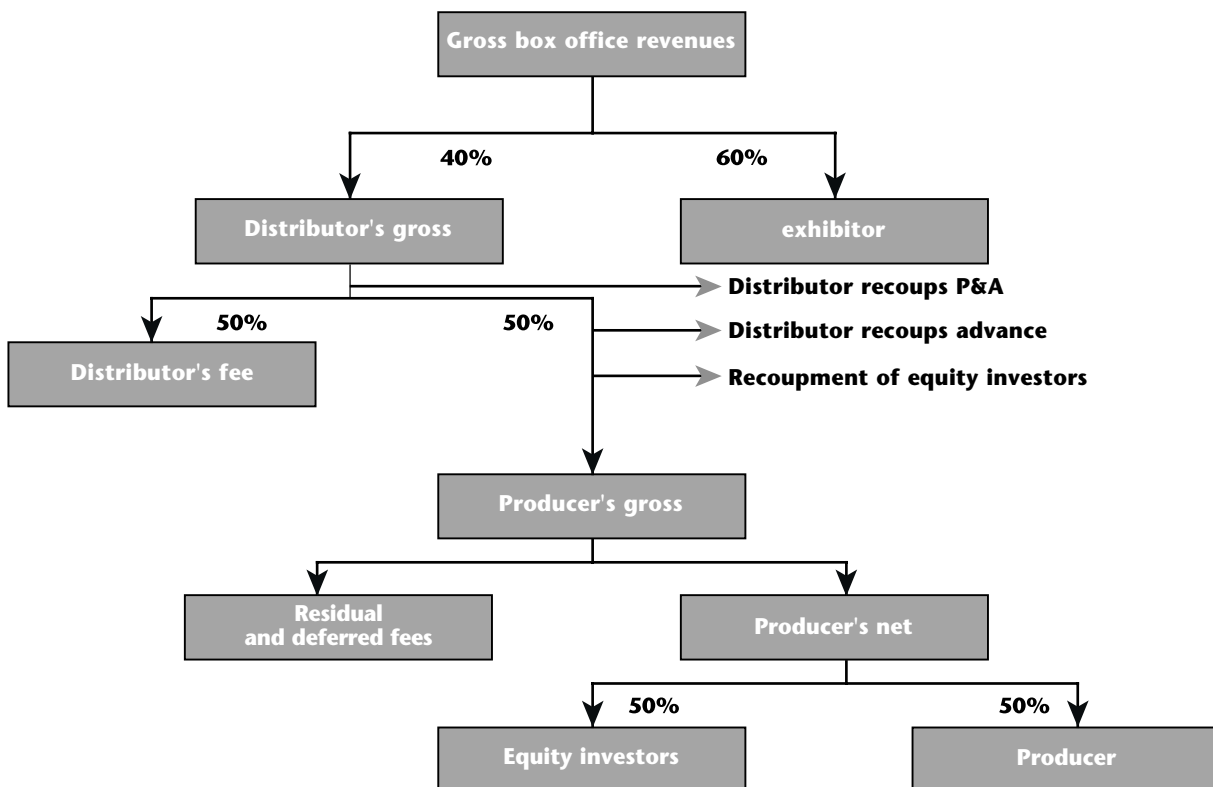 Gross box office revenues
40%
60%
Distributor's gross
exhibitor
Distributor recoups P&A
50%
50%
Distributor recoups advance
Distributor's fee
Recoupment of equity investors
Producer's gross
Residual
and deferred fees
Producer's net
50%
50%
Equity investors
Producer